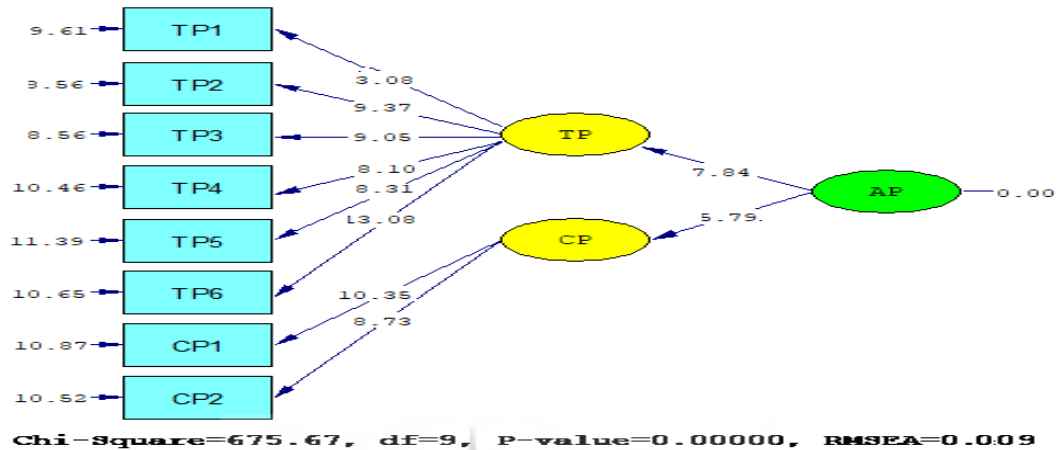 9.61 TP1
3.08
3.56 TP2
9.37
8.56 TP3 9.05 TP
8.10
7.84
10.46 TP4
8.31
AP 0.00
13.08
5.79
11.39 TP5
CP
10.65 TP6
10.35
10.87 CP1
8.73
10.52 CP2
Chi-Square=675.67, df=9, P-value=0.00000, RMSEA=0.009